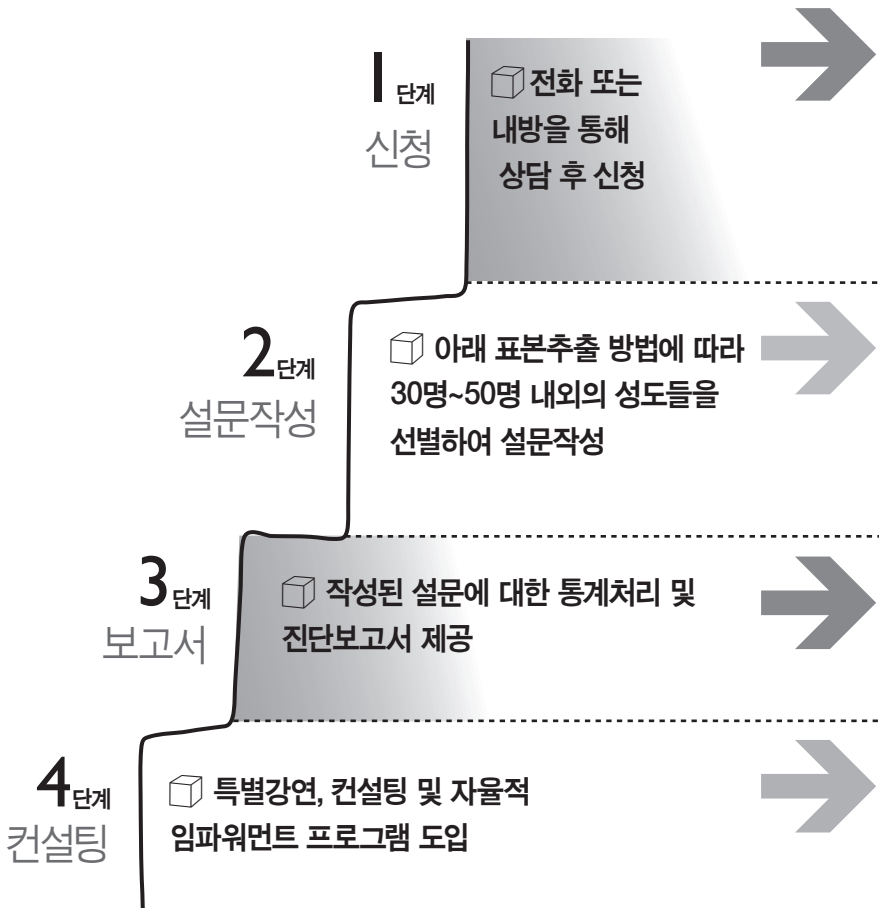 1단계
신청
전화 또는
내방을 통해
상담 후 신청
2단계
설문작성
아래 표본추출 방법에 따라
30명~50명 내외의 성도들을
선별하여 설문작성
3단계
보고서
작성된 설문에 대한 통계처리 및
진단보고서 제공
4단계
컨설팅
특별강연, 컨설팅 및 자율적
임파워먼트 프로그램 도입